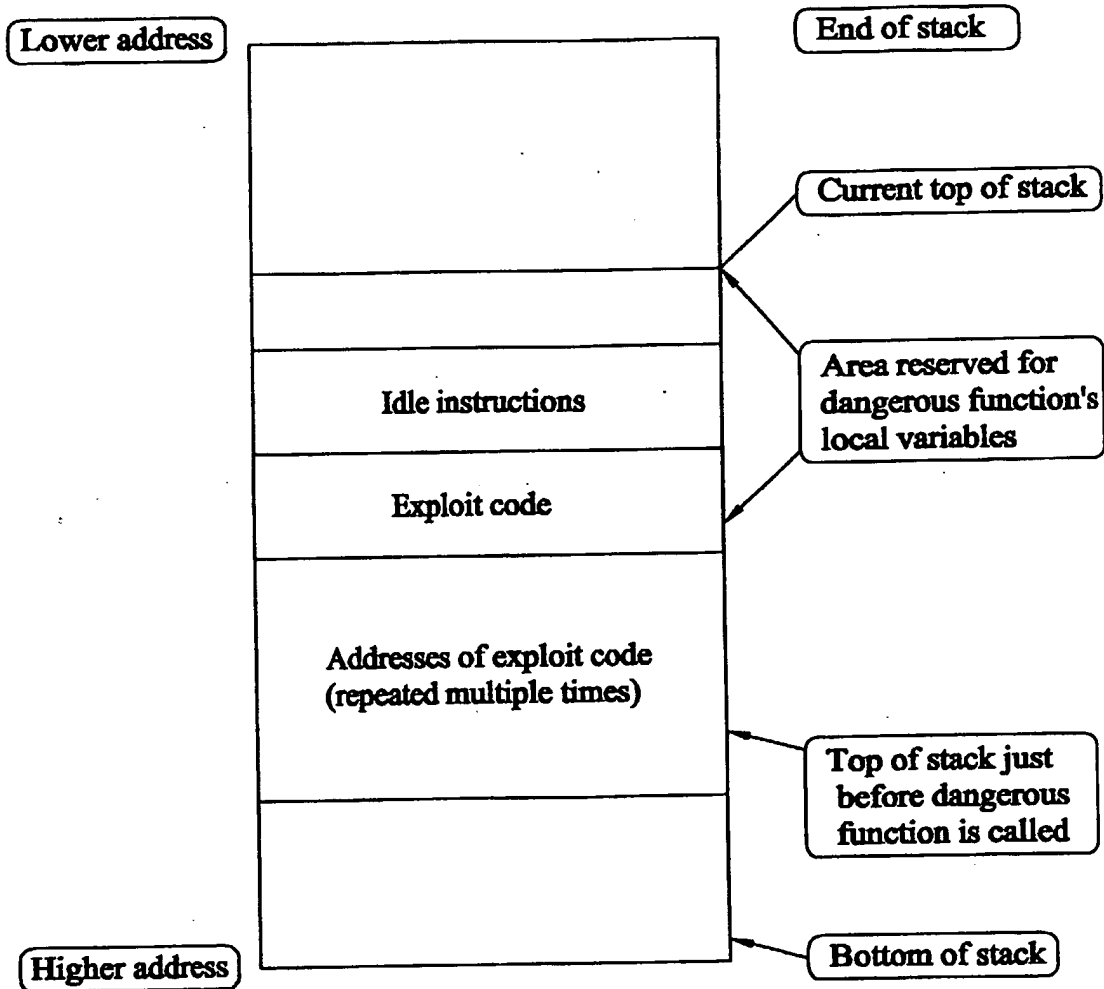 Lower address
End of stack
Current top of stack
Idle instructions
Area reserved for
dangerous function's
local variables
Exploit code
Addresses of exploit code
(repeated multiple times)
Top of stack just
before dangerous
function is called
Bottom of stack
Higher address